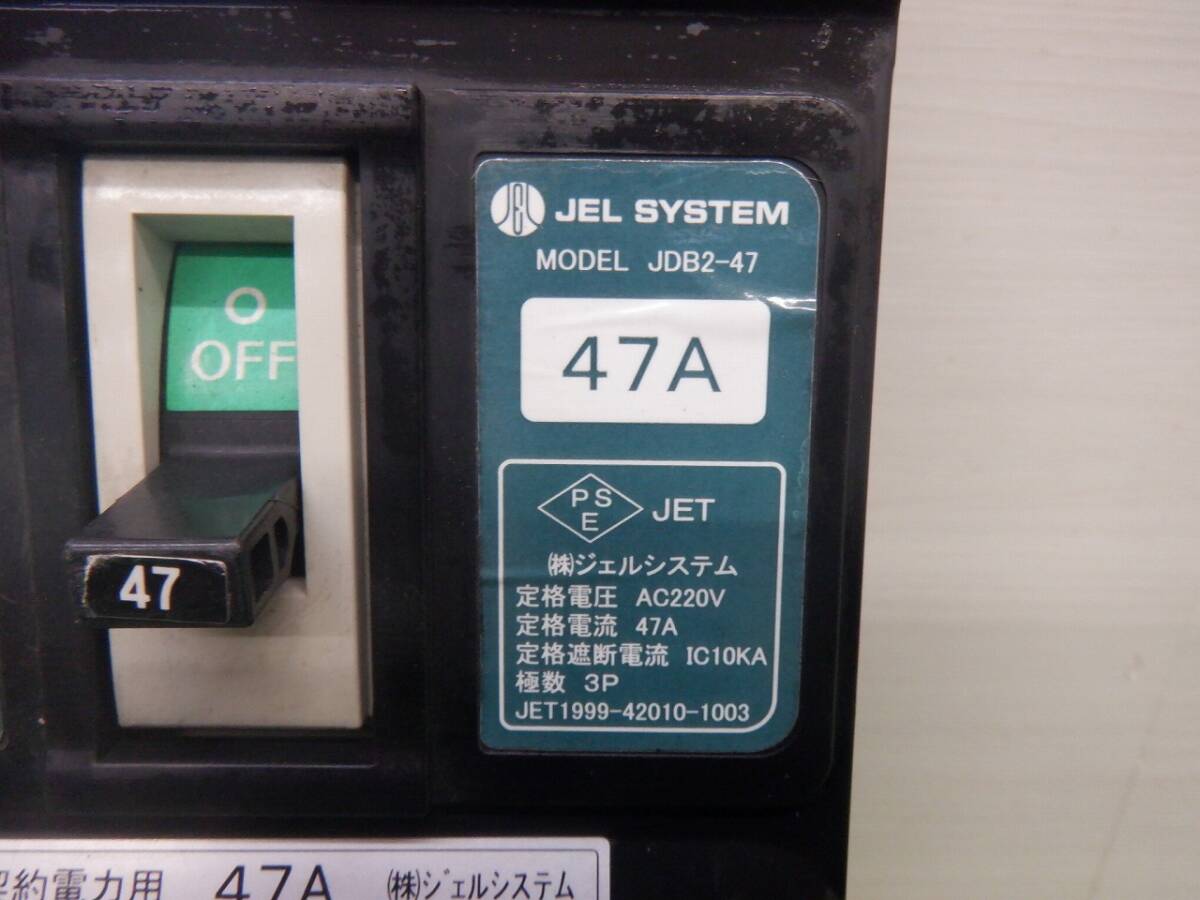 O
OFF
47
JEL SYSTEM
MODEL JDB2-47
47A
PSE JET
㈱ジェルシステム
定格電圧 AC220V
定格電流 47A
定格遮断電流 IC10KA
極数 3P
JET1999-42010-1003
契約電力用 47A ㈱ジェルシステム